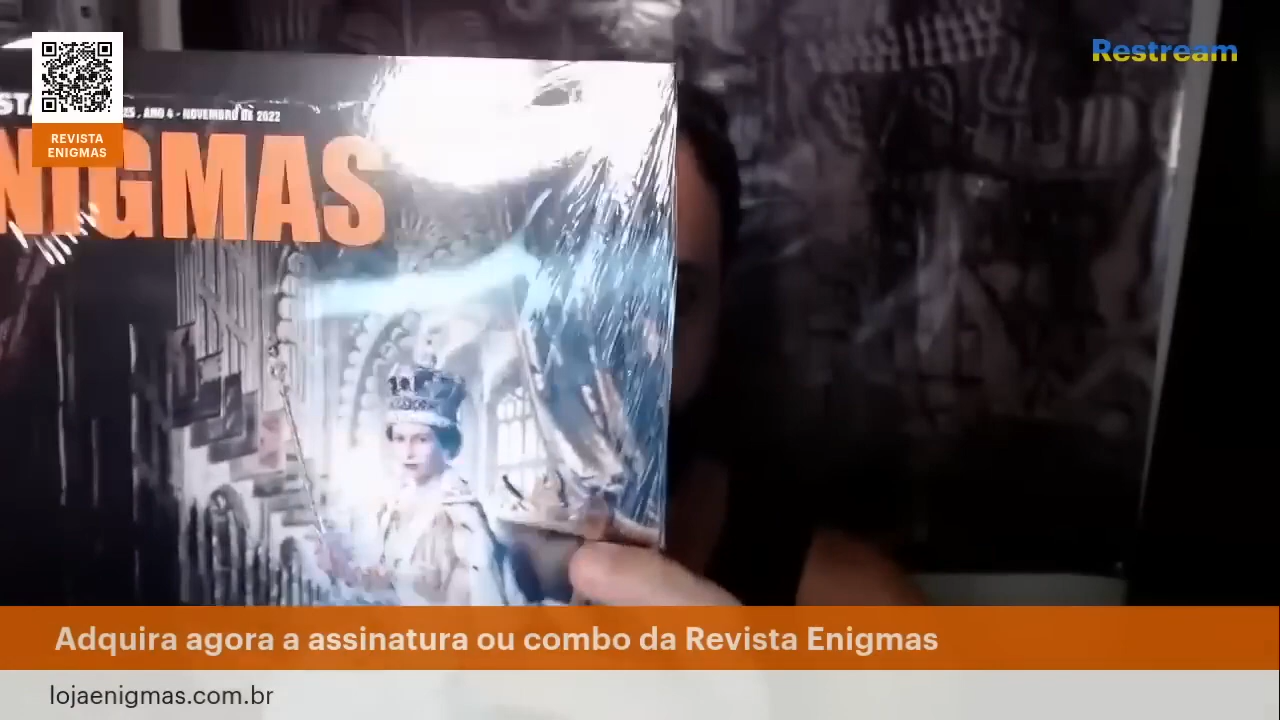 Restream
REVISTA
ENIGMAS
25 . ANO 4 - NOVEMBRO DE 2022
NIGMAS
Adquira agora a assinatura ou combo da Revista Enigmas
lojaenigmas.com.br